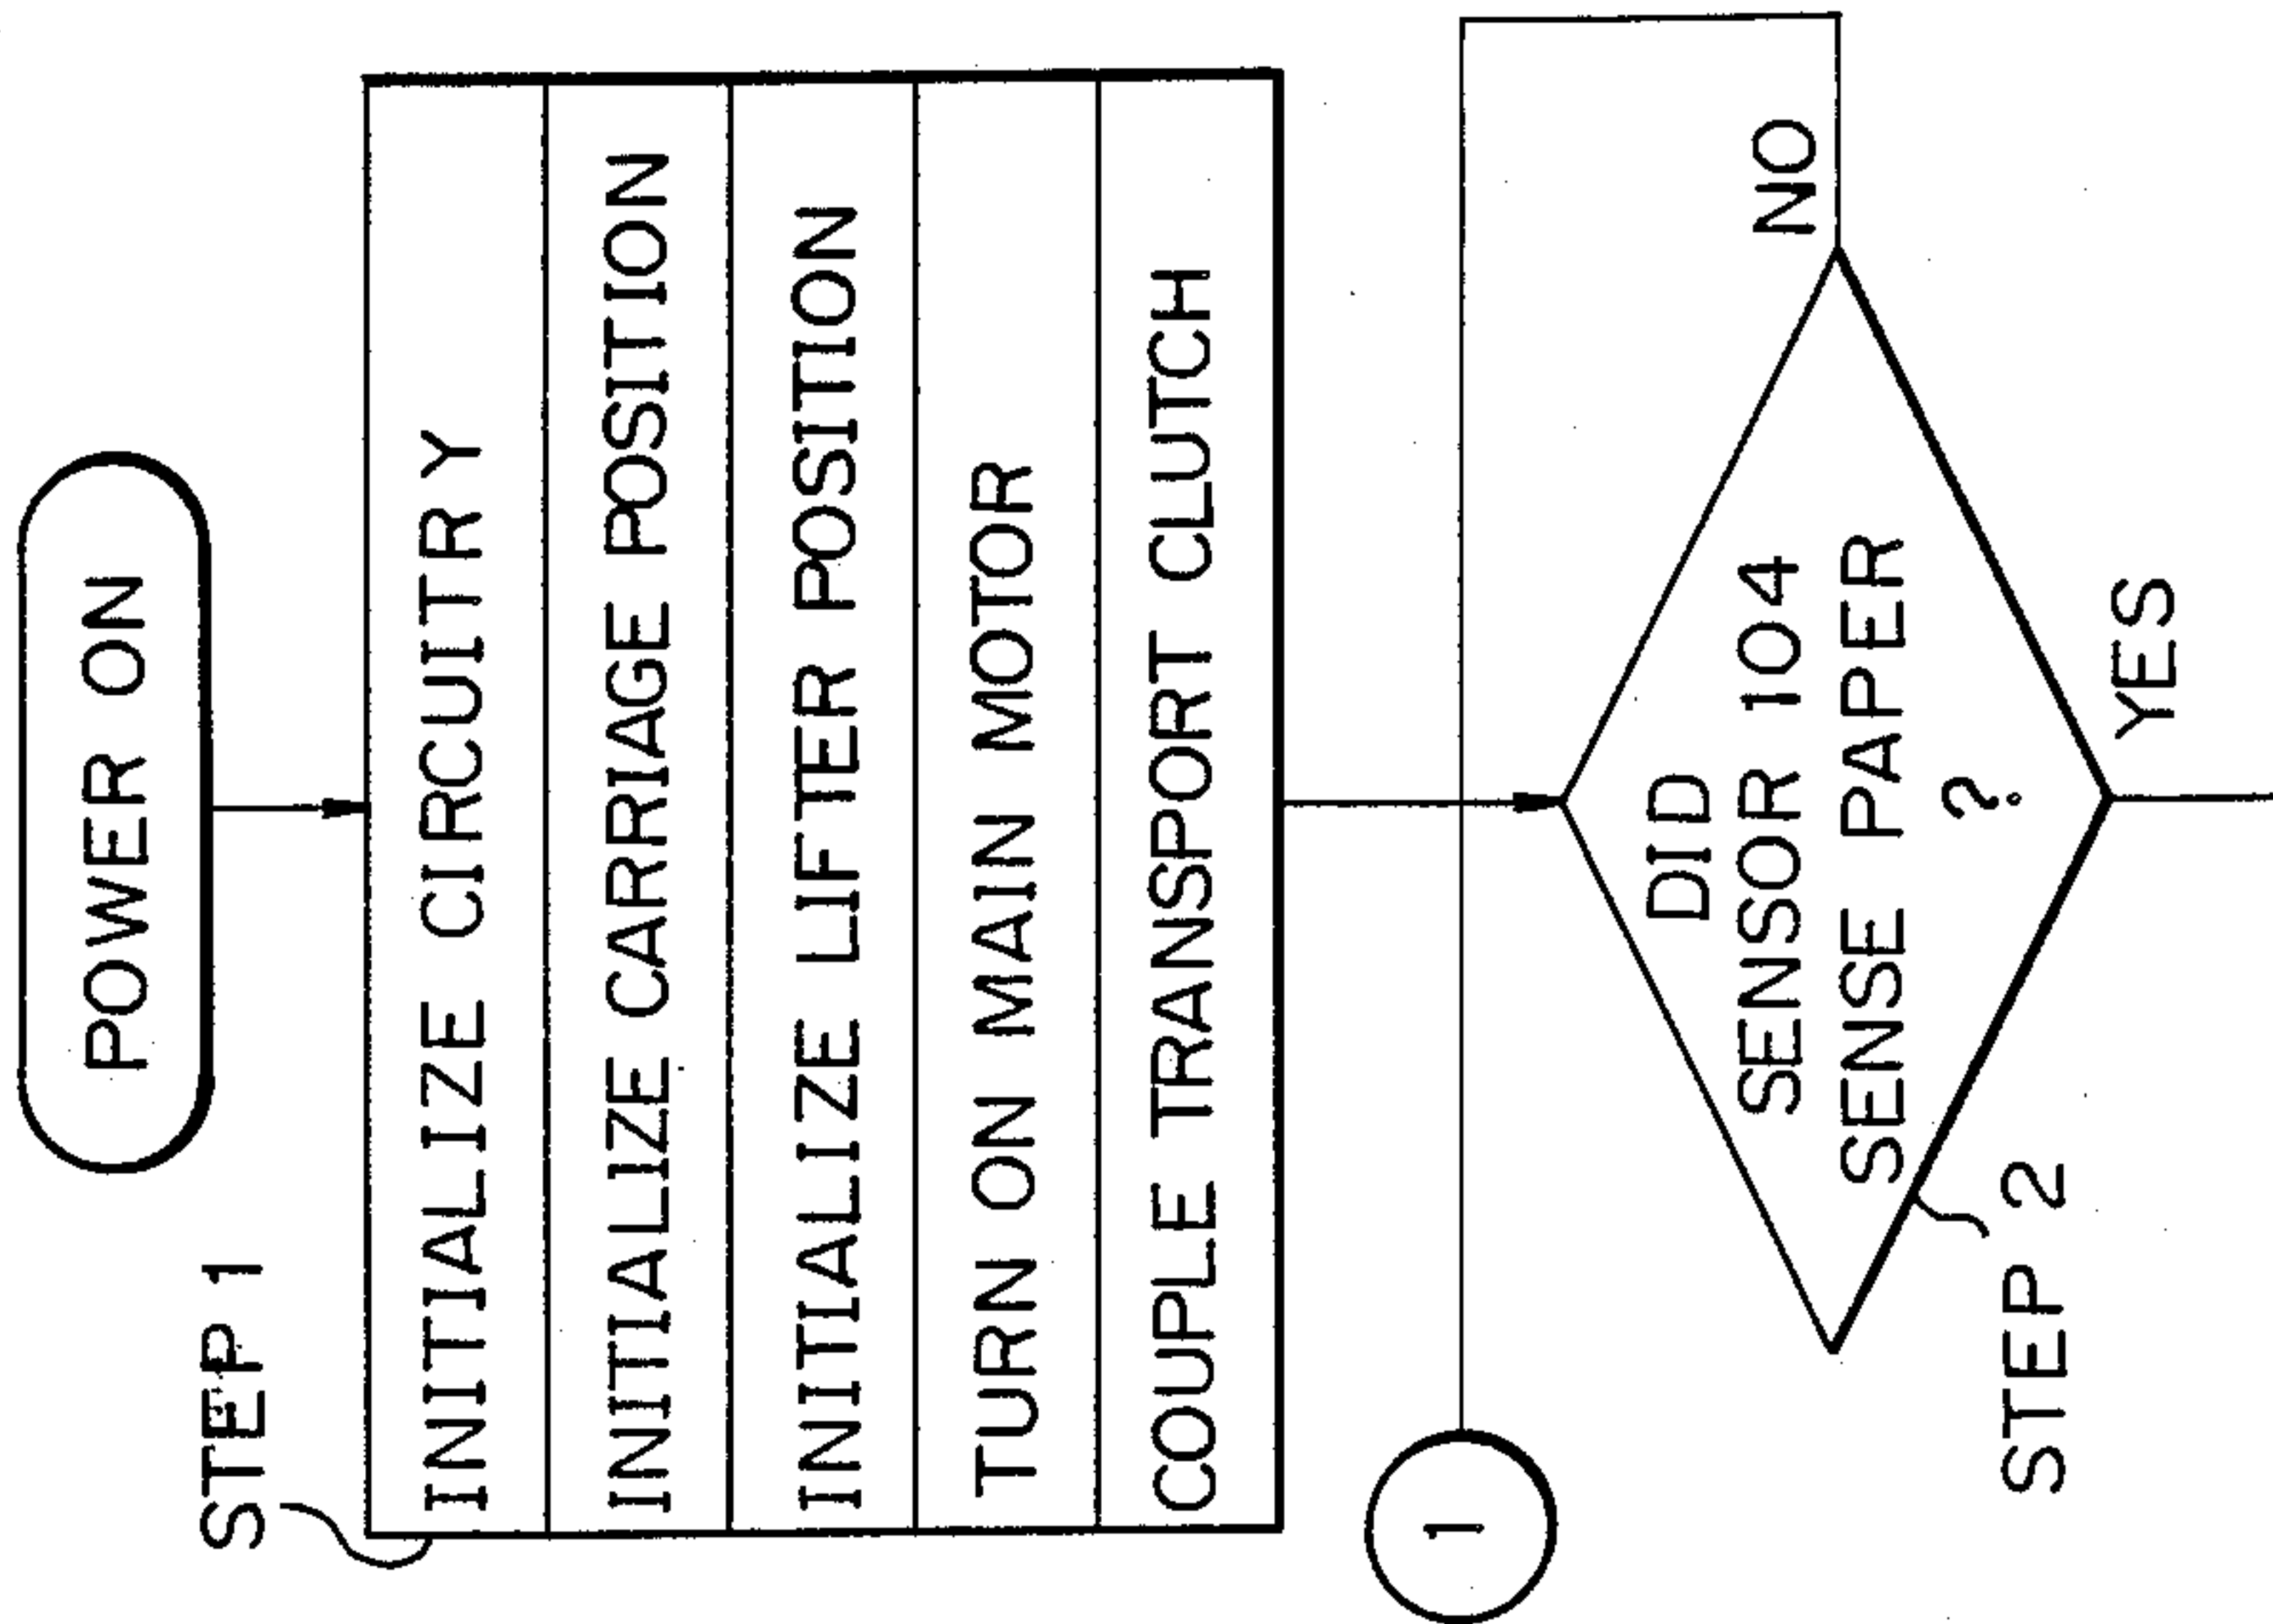 POWER ON
STEP 1
INITIALIZE CIRCUITRY
INITIALIZE CARRIAGE POSITION
INITIALIZE LIFTER POSITION
TURN ON MAIN MOTOR
COUPLE TRANSPORT CLUTCH
1
DID
SENSOR 104
SENSE PAPER
?
NO
STEP 2
YES